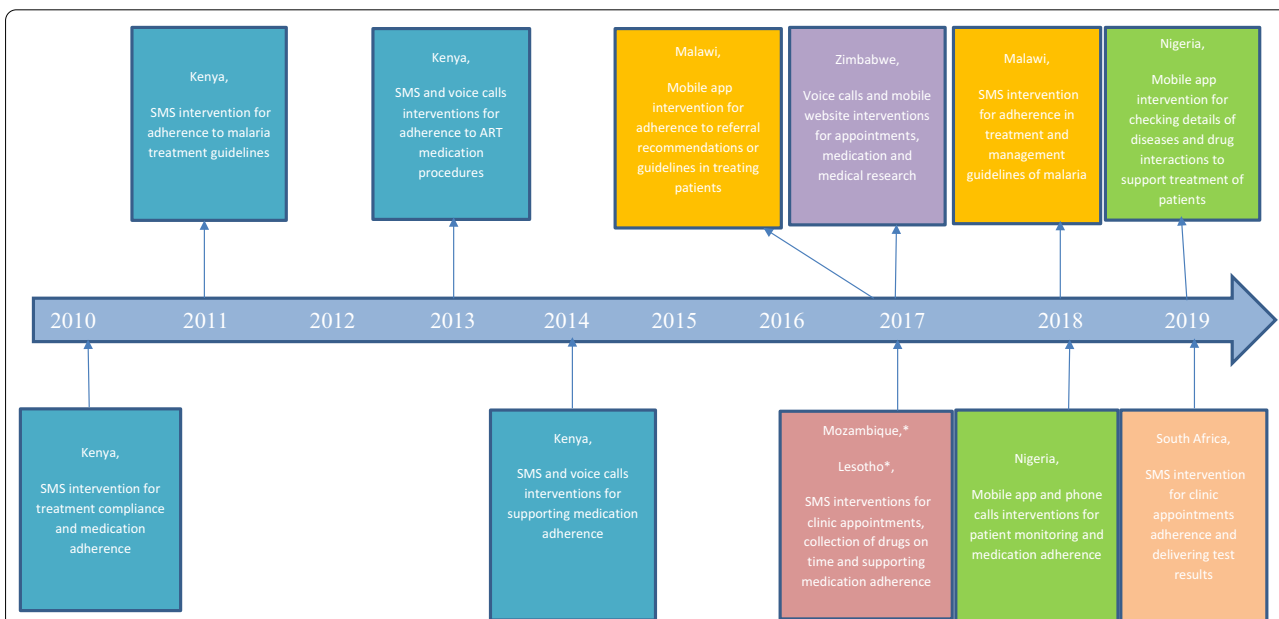 Kenya,
SMS intervention for
adherence to malaria
treatment guidelines
Kenya,
SMS and voice calls
interventions for
adherence to ART
medication
procedures
Malawi,
Mobile app
intervention for
adherence to referral
recommendations or
guidelines in treating
patients
Zimbabwe,
Voice calls and mobile
website interventions
for appointments,
medication and
medical research
Malawi,
SMS intervention
for adherence in
treatment and
management
guidelines of malaria
Nigeria,
Mobile app
intervention for
checking details of
diseases and drug
interactions to
support treatment of
patients
2010 2011 2012 2013 2014 2015 2016 2017 2018 2019
Kenya,
SMS intervention for
treatment compliance
and medication
adherence
Kenya,
SMS and voice calls
interventions for
supporting medication
adherence
Mozambique,*
Lesotho*,
SMS interventions for
clinic appointments,
collection of drugs on
time and supporting
medication adherence
Nigeria,
Mobile app and phone
calls interventions for
patient monitoring and
medication adherence
South Africa,
SMS intervention
for clinic
appointments
adherence and
delivering test
results